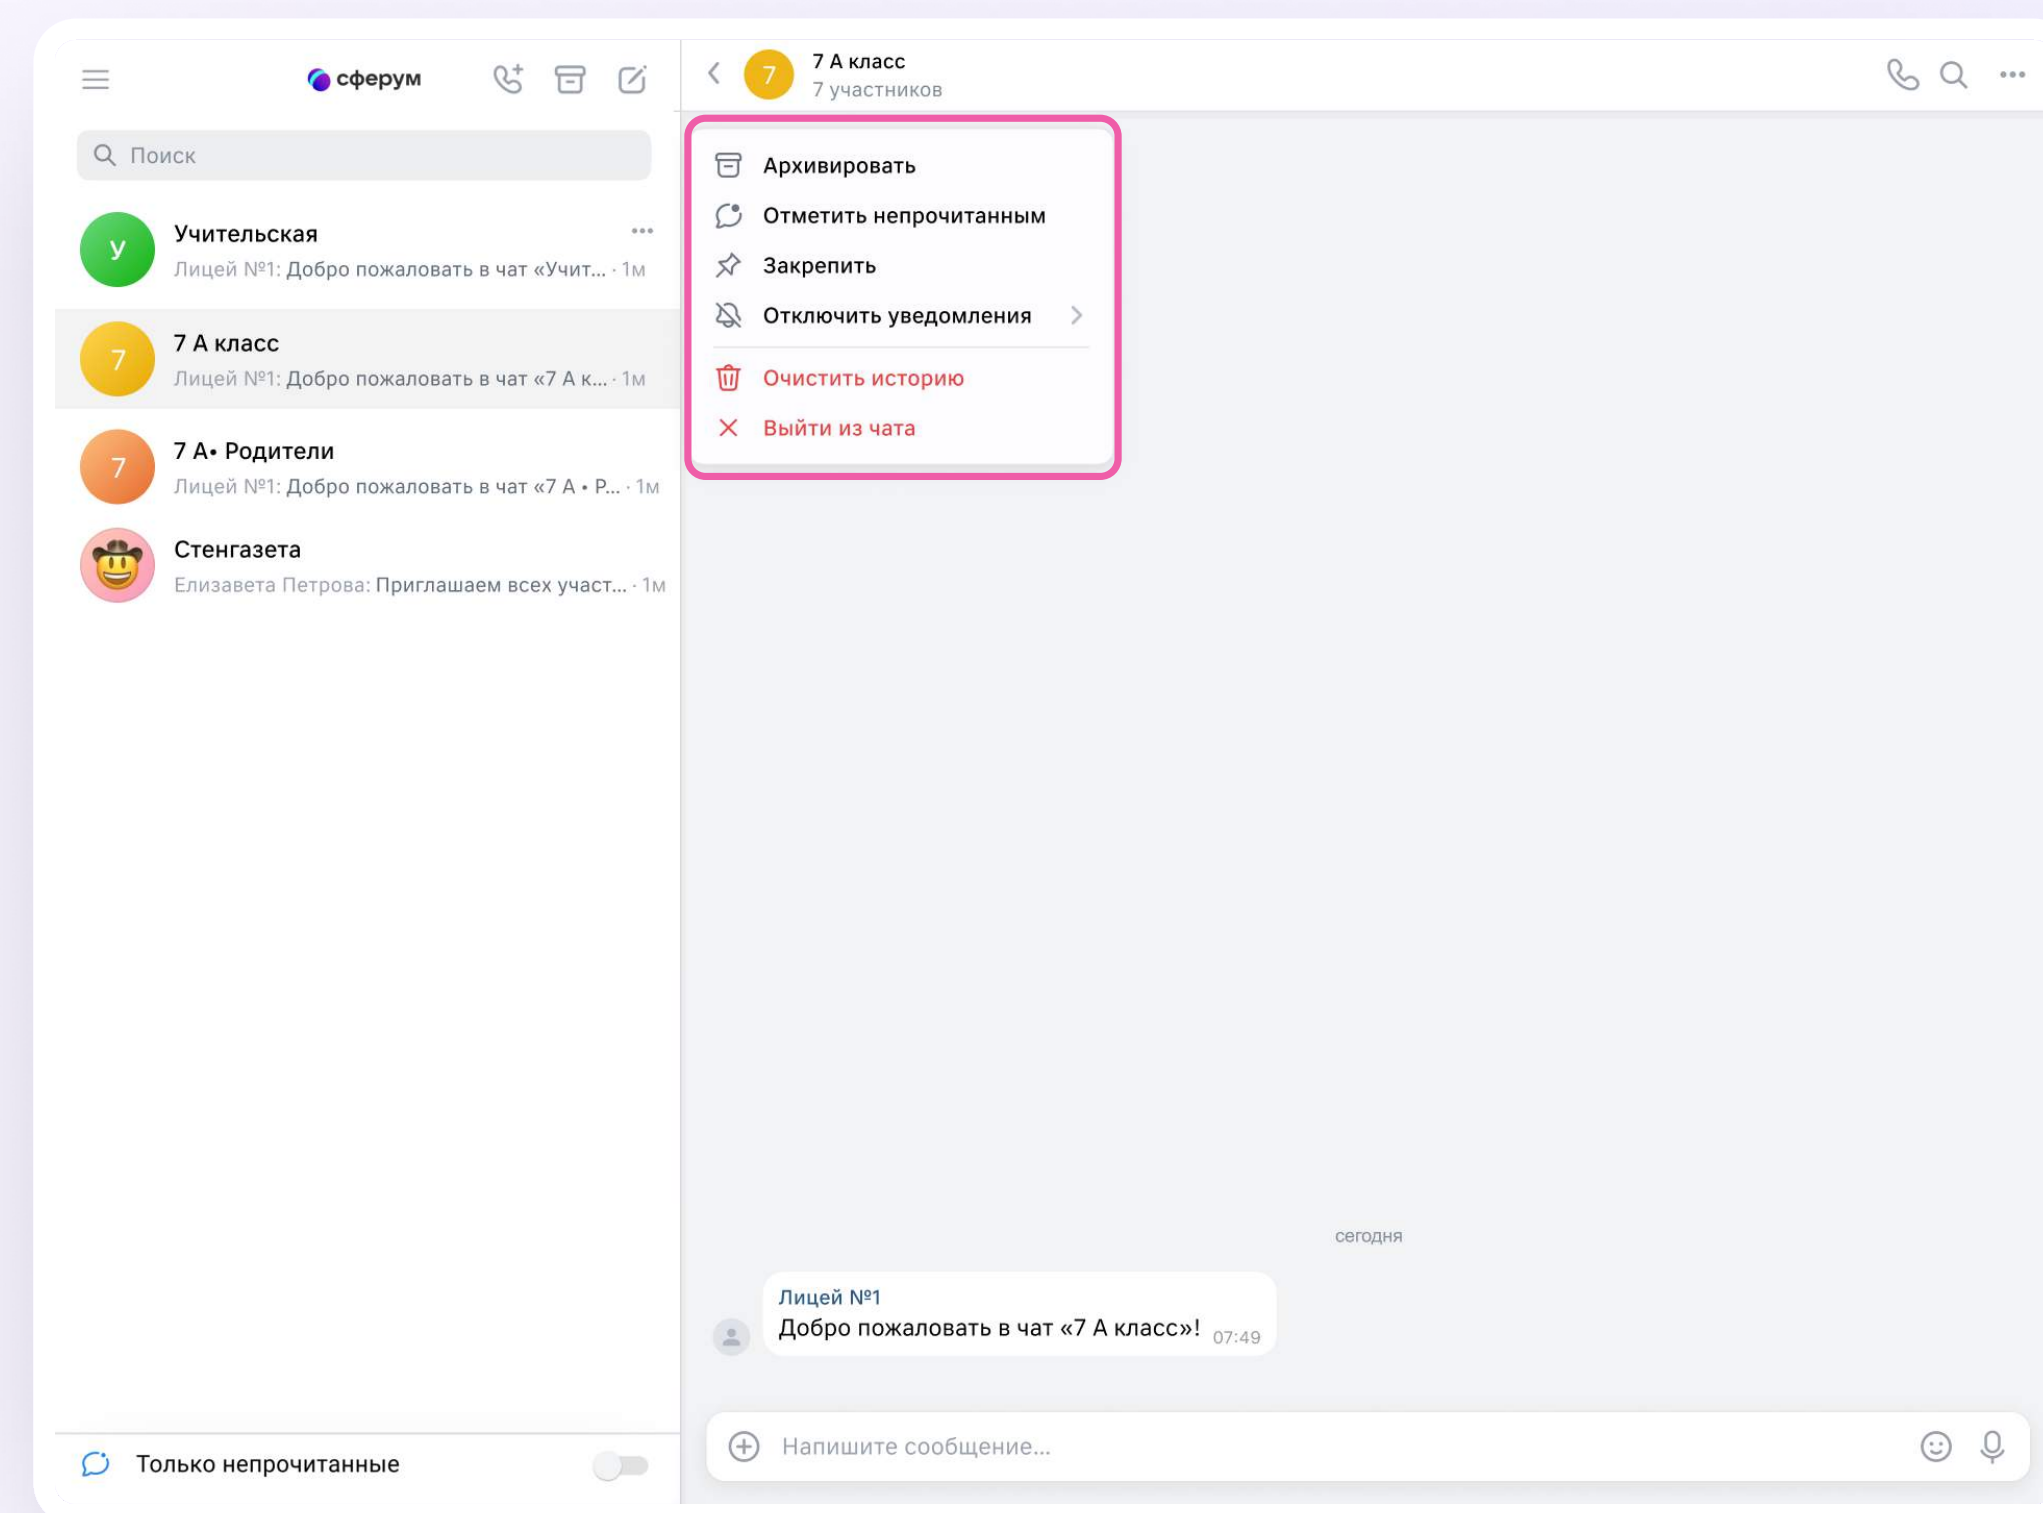 сферум
Поиск
У
Учительская
Лицей №1: Добро пожаловать в чат «Учит... · 1м
7
7 А класс
Лицей №1: Добро пожаловать в чат «7 А к... · 1м
7
7 А• Родители
Лицей №1: Добро пожаловать в чат «7 А • Р... · 1м
Стенгазета
Елизавета Петрова: Приглашаем всех участ... · 1м
Только непрочитанные
7
7 А класс
7 участников
Архивировать
Отметить непрочитанным
Закрепить
Отключить уведомления
Очистить историю
Выйти из чата
сегодня
Лицей №1
Добро пожаловать в чат «7 А класс»! 07:49
Напишите сообщение...